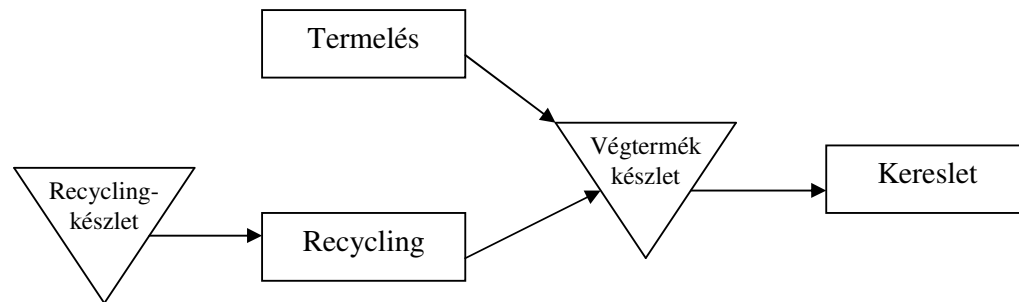 Termelés
Végtermék
készlet
Kereslet
Recycling-
készlet
Recycling